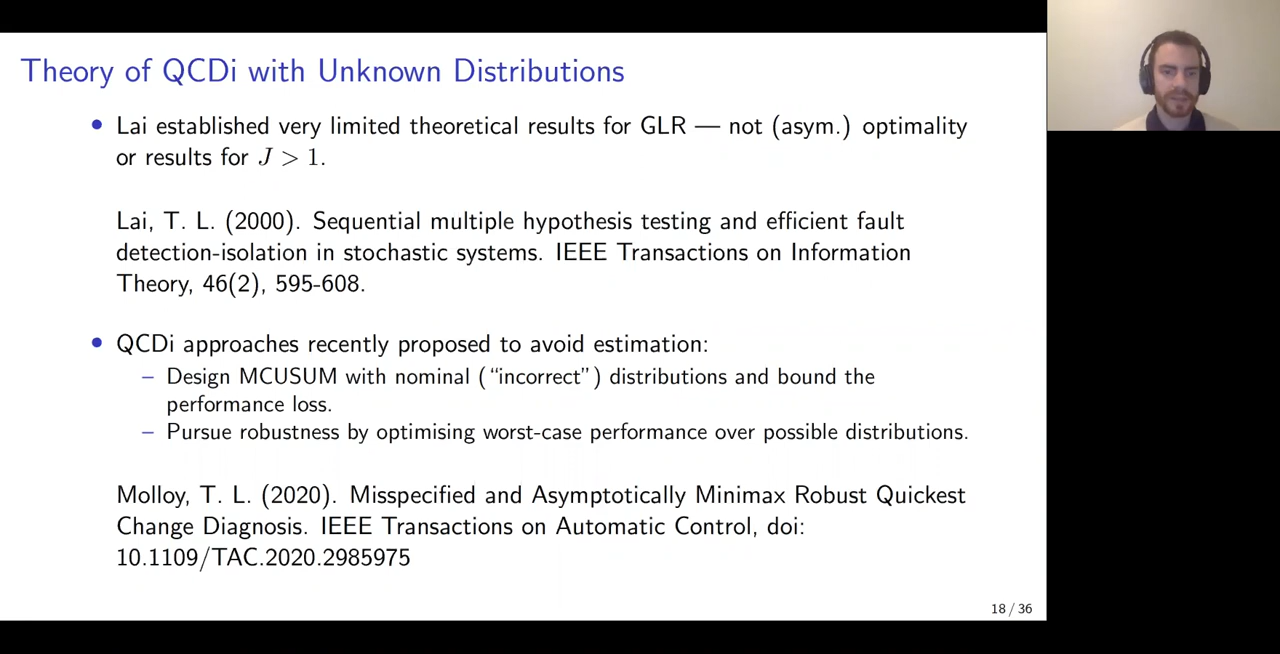 Theory of QCDi with Unknown Distributions
• Lai established very limited theoretical results for GLR — not (asym.) optimality
or results for J > 1.
Lai, T. L. (2000). Sequential multiple hypothesis testing and efficient fault
detection-isolation in stochastic systems. IEEE Transactions on Information
Theory, 46(2), 595-608.
• QCDi approaches recently proposed to avoid estimation:
– Design MCUSUM with nominal (“incorrect”) distributions and bound the
performance loss.
– Pursue robustness by optimising worst-case performance over possible distributions.
Molloy, T. L. (2020). Misspecified and Asymptotically Minimax Robust Quickest
Change Diagnosis. IEEE Transactions on Automatic Control, doi:
10.1109/TAC.2020.2985975
18 / 36